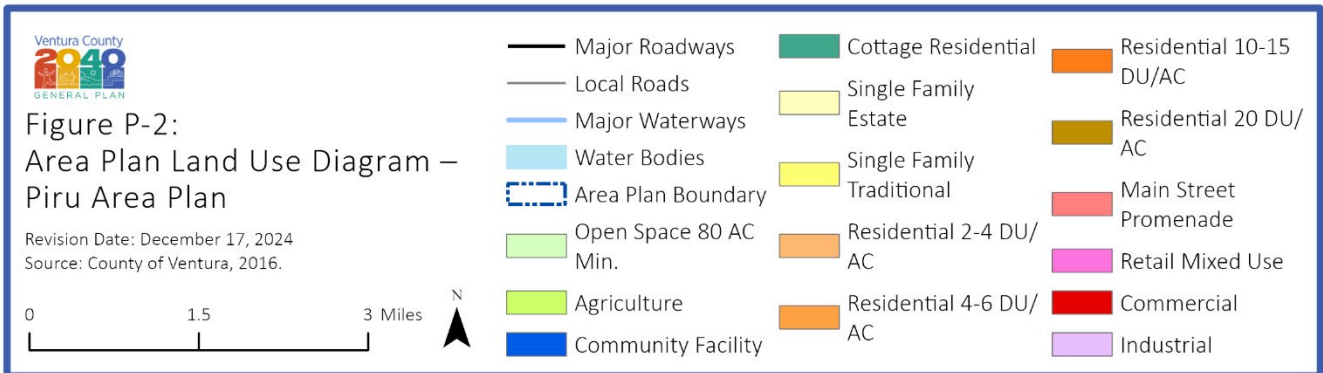 Ventura County
2040
GENERAL PLAN
Figure P-2:
Area Plan Land Use Diagram –
Piru Area Plan
Revision Date: December 17, 2024
Source: County of Ventura, 2016.
0 1.5 3 Miles
N
Major Roadways
Local Roads
Major Waterways
Water Bodies
Area Plan Boundary
Open Space 80 AC
Min.
Agriculture
Community Facility
Cottage Residential
Single Family
Estate
Single Family
Traditional
Residential 2-4 DU/
AC
Residential 4-6 DU/
AC
Residential 10-15
DU/AC
Residential 20 DU/
AC
Main Street
Promenade
Retail Mixed Use
Commercial
Industrial